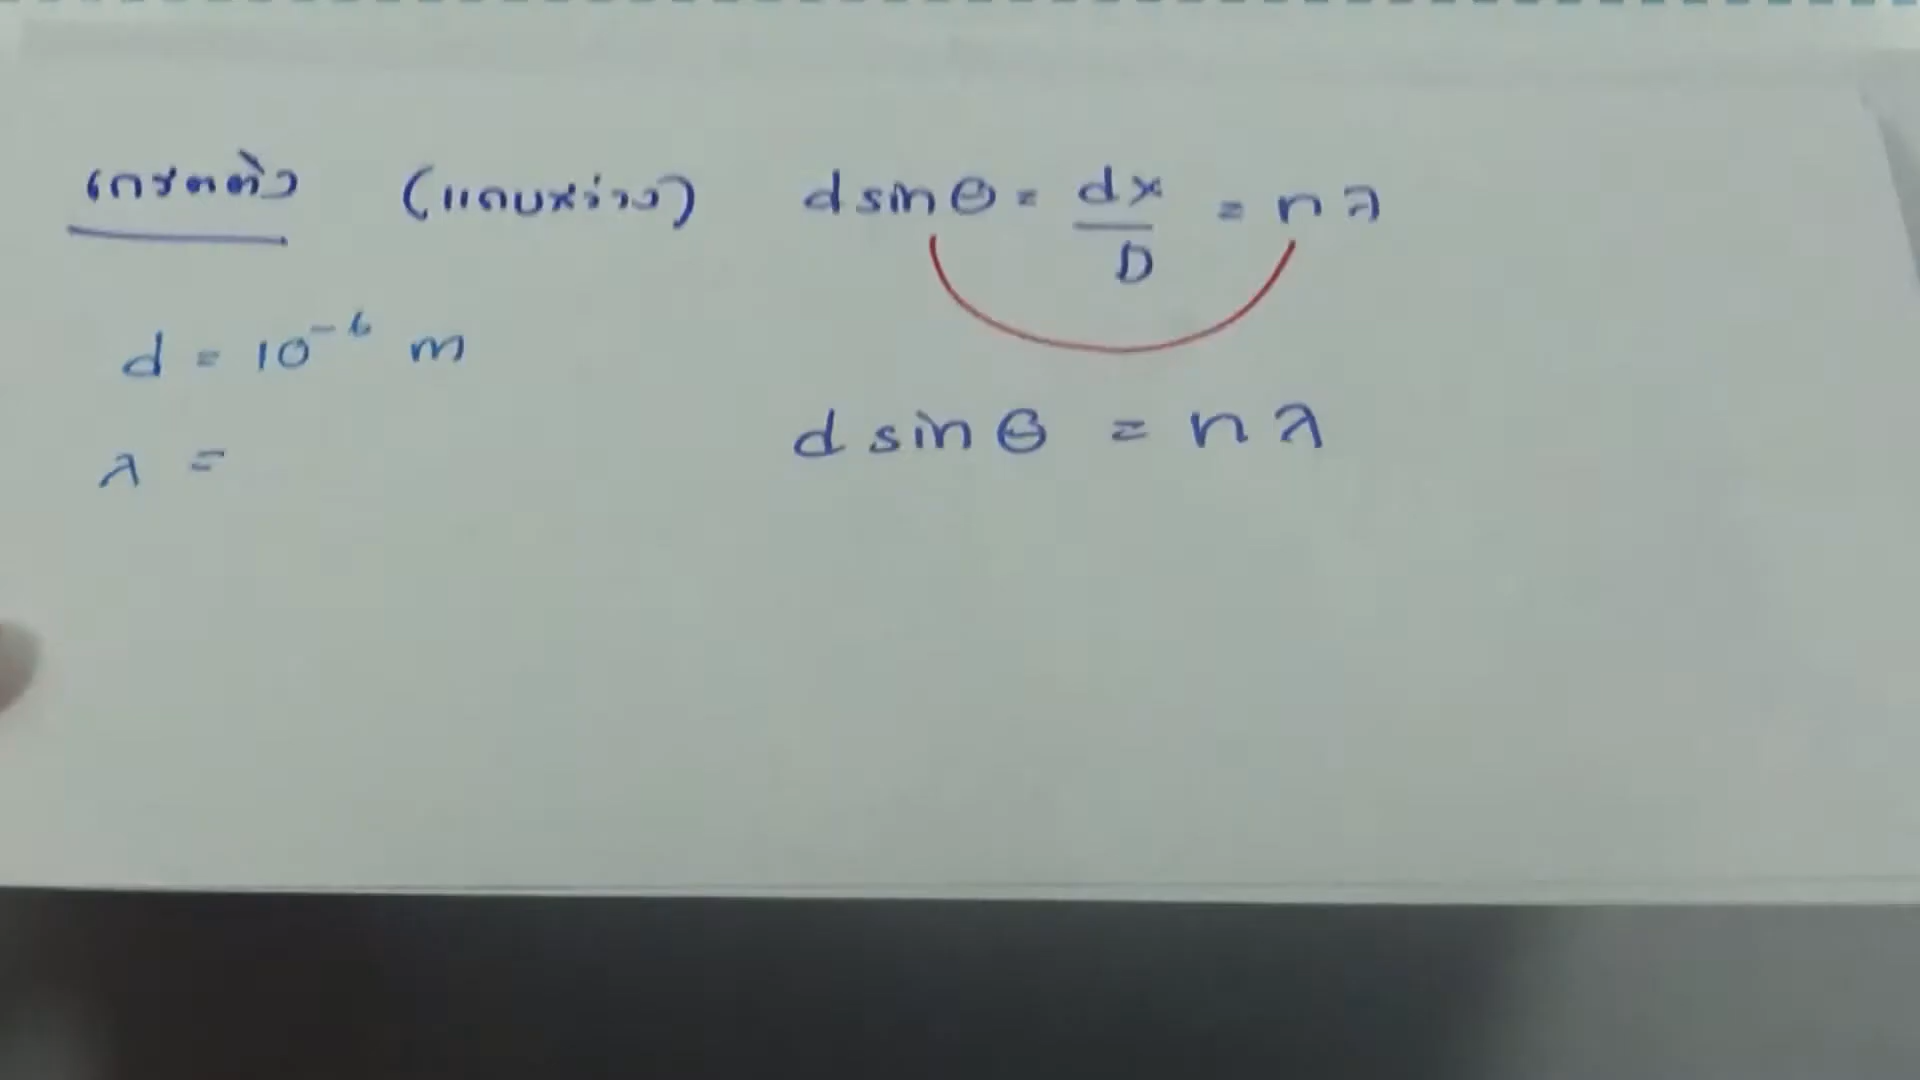 เกรตติง (แถบสว่าง) d sin θ = dx/D = nλ
d = 10⁻⁶ m
d sin θ = nλ
λ =